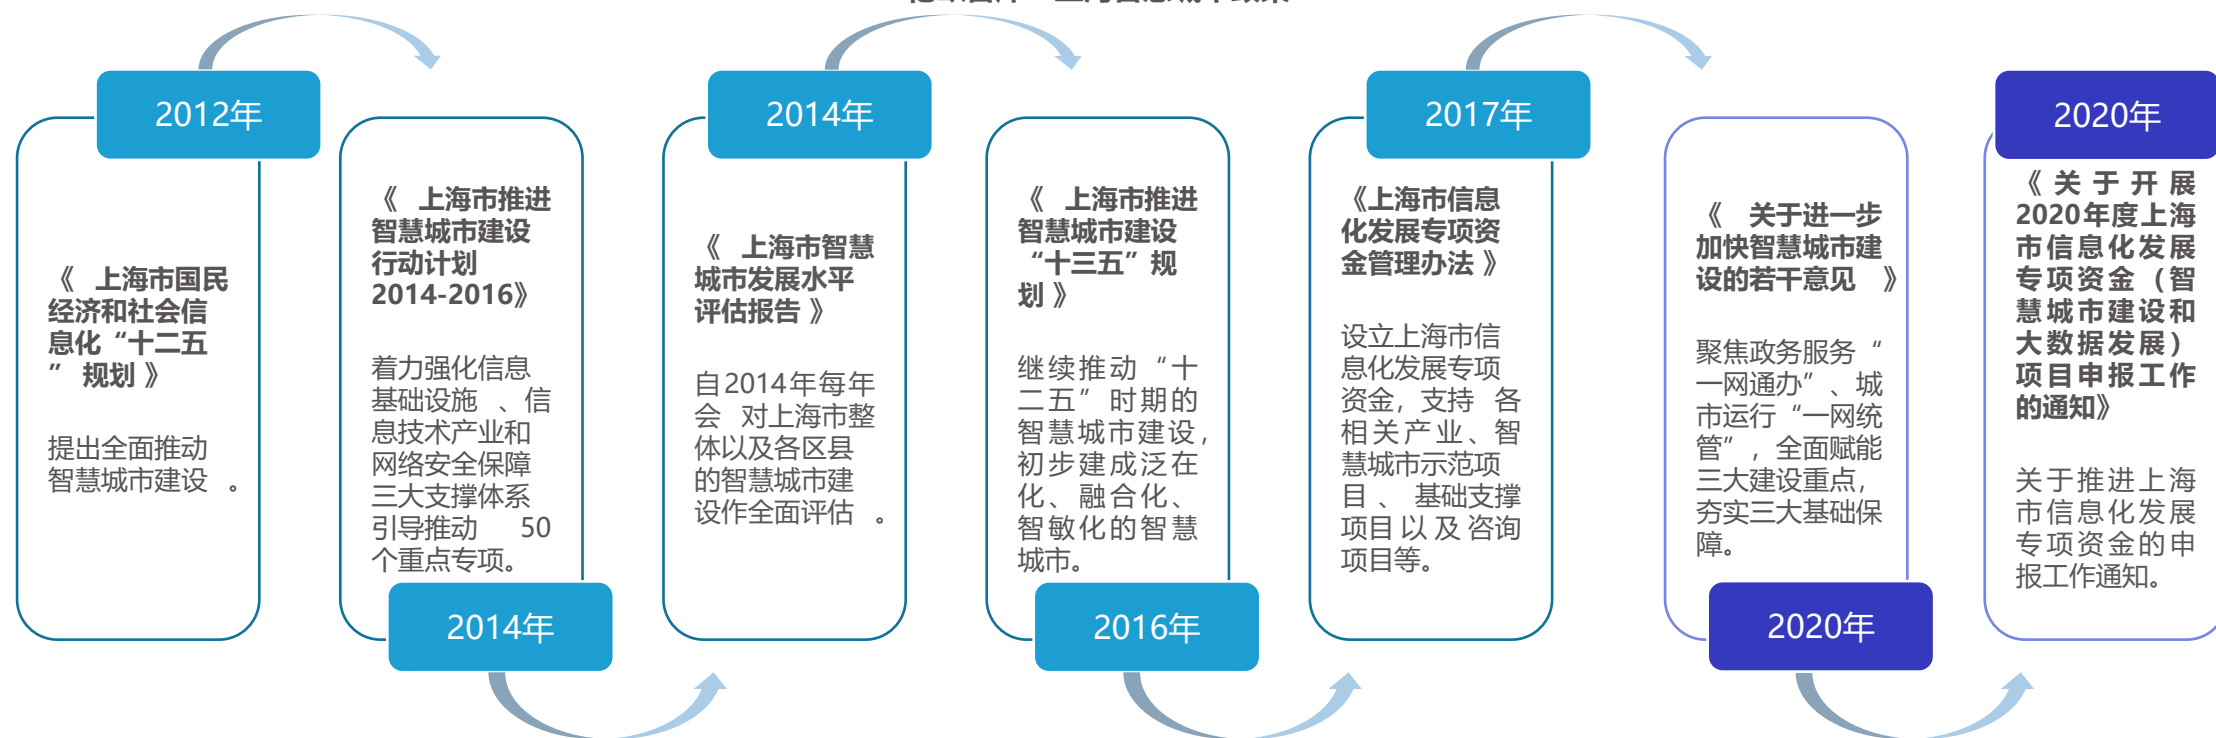 2012年
《 上海市国民
经济和社会信
息化“十二五
” 规划 》
提出全面推动
智慧城市建设 。
《 上海市推进
智慧城市建设
行动计划
2014-2016》
着力强化信息
基础设施 、信
息技术产业和
网络安全保障
三大支撑体系
引导推动 50
个重点专项。
2014年
2014年
《 上海市智慧
城市发展水平
评估报告 》
自2014年每年
会 对上海市整
体以及各区县
的智慧城市建
设作全面评估 。
《 上海市推进
智慧城市建设
“十三五”规
划 》
继续推动“十
二五”时期的
智慧城市建设,
初步建成泛在
化、融合化、
智敏化的智慧
城市。
2016年
2017年
《上海市信息
化发展专项资
金管理办法 》
设立上海市信
息化发展专项
资金，支持 各
相关产业、智
慧城市示范项
目 、 基础支撑
项目以及咨询
项目等。
《 关于进一步
加快智慧城市建
设的若干意见 》
聚焦政务服务“
一网通办”、城
市运行“一网统
管”，全面赋能
三大建设重点，
夯实三大基础保
障。
2020年
2020年
《关于开展
2020年度上海
市信息化发展
专项资金（智
慧城市建设和
大数据发展）
项目申报工作
的通知》
关于推进上海
市信息化发展
专项资金的申
报工作通知。